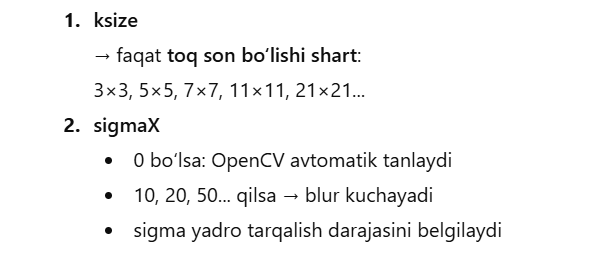 1. ksize
→ faqat toq son boʻlishi shart:
3×3, 5×5, 7×7, 11×11, 21×21...
2. sigmaX
• 0 boʻlsa: OpenCV avtomatik tanlaydi
• 10, 20, 50... qilsa → blur kuchayadi
• sigma yadro tarqalish darajasini belgilaydi